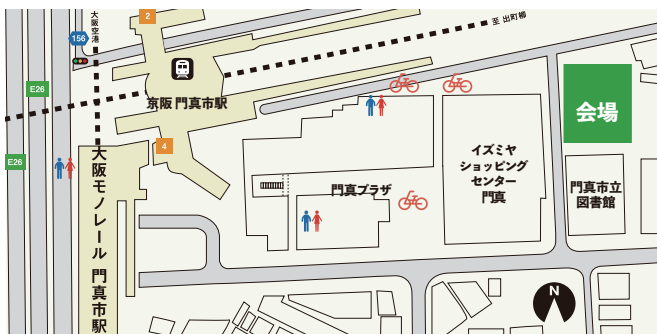 2
大阪空港
156
至 出町柳
E26
京阪 門真市駅
会場
4
イズミヤ
ショッピング
センター
門真
E26
大阪モノレール 門真市駅
門真プラザ
門真市立
図書館
N